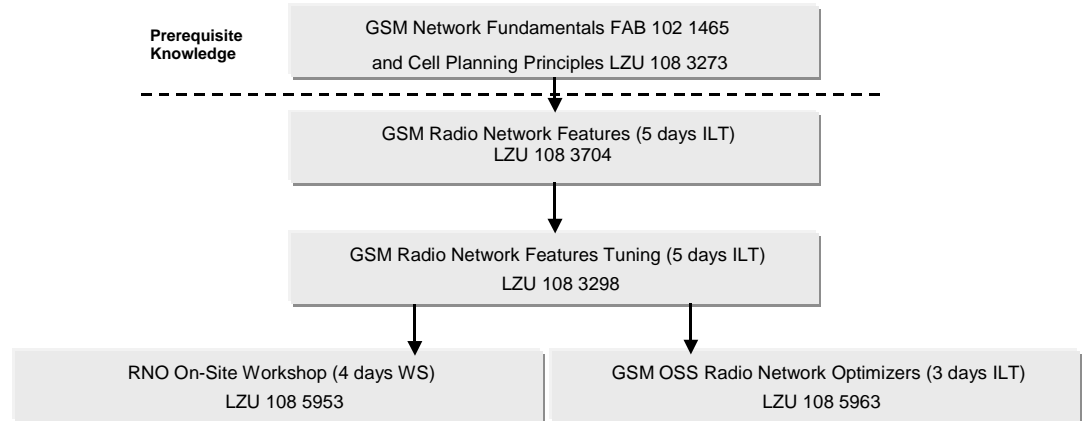 Prerequisite
Knowledge
GSM Network Fundamentals FAB 102 1465
and Cell Planning Principles LZU 108 3273
GSM Radio Network Features (5 days ILT)
LZU 108 3704
GSM Radio Network Features Tuning (5 days ILT)
LZU 108 3298
RNO On-Site Workshop (4 days WS)
LZU 108 5953
GSM OSS Radio Network Optimizers (3 days ILT)
LZU 108 5963